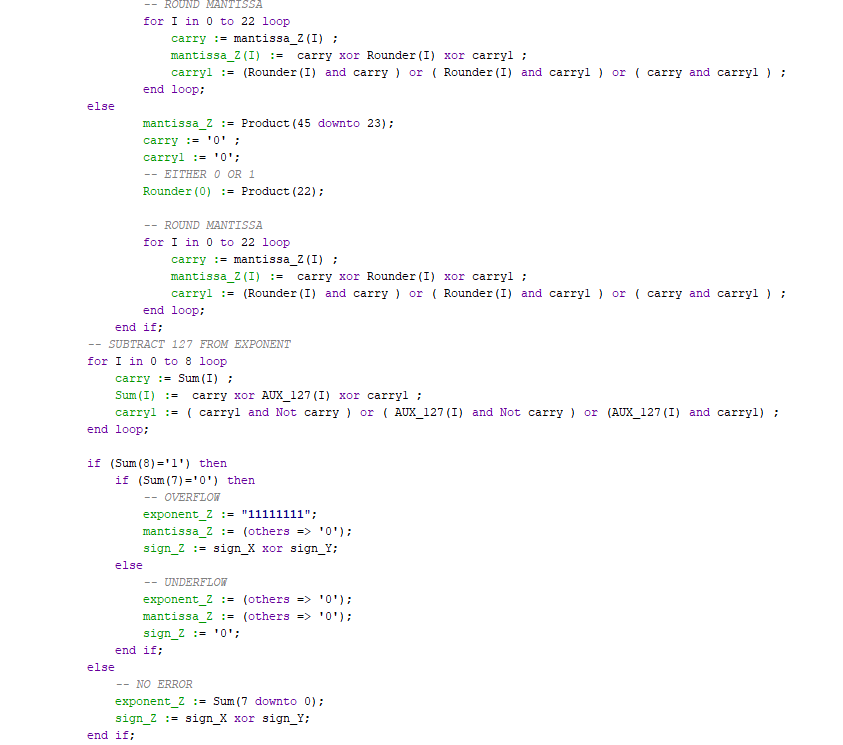 -- ROUND MANTISSA
for I in 0 to 22 loop
carry := mantissa_Z(I) ;
mantissa_Z(I) :=  carry xor Rounder(I) xor carry1 ;
carry1 := (Rounder(I) and carry ) or ( Rounder(I) and carry1 ) or ( carry and carry1 ) ;
end loop;
else
mantissa_Z := Product(45 downto 23);
carry := '0' ;
carry1 := '0';
-- EITHER 0 OR 1
Rounder(0) := Product(22);
-- ROUND MANTISSA
for I in 0 to 22 loop
carry := mantissa_Z(I) ;
mantissa_Z(I) :=  carry xor Rounder(I) xor carry1 ;
carry1 := (Rounder(I) and carry ) or ( Rounder(I) and carry1 ) or ( carry and carry1 ) ;
end loop;
end if;
-- SUBTRACT 127 FROM EXPONENT
for I in 0 to 8 loop
carry := Sum(I) ;
Sum(I) :=  carry xor AUX_127(I) xor carry1 ;
carry1 := ( carry1 and Not carry ) or ( AUX_127(I) and Not carry ) or (AUX_127(I) and carry1) ;
end loop;
if (Sum(8)='1') then
if (Sum(7)='0') then
-- OVERFLOW
exponent_Z := "11111111";
mantissa_Z := (others => '0');
sign_Z := sign_X xor sign_Y;
else
-- UNDERFLOW
exponent_Z := (others => '0');
mantissa_Z := (others => '0');
sign_Z := '0';
end if;
else
-- NO ERROR
exponent_Z := Sum(7 downto 0);
sign_Z := sign_X xor sign_Y;
end if;